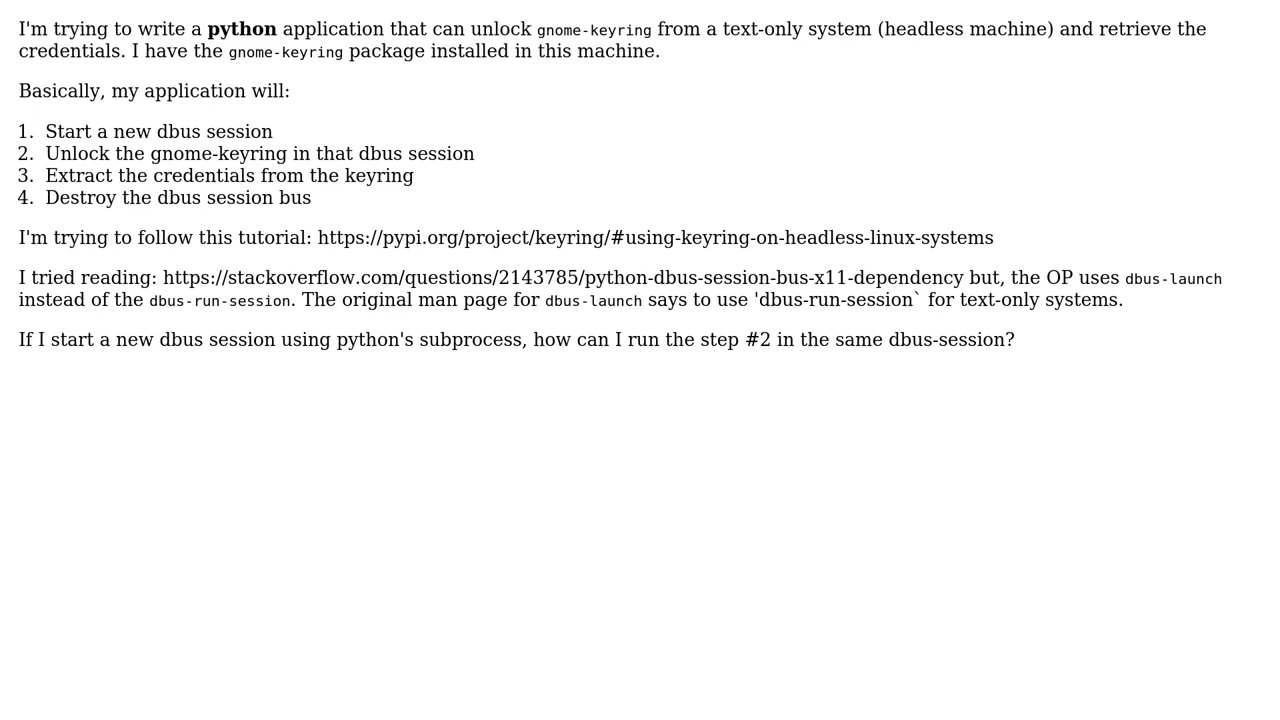 I'm trying to write a python application that can unlock gnome-keyring from a text-only system (headless machine) and retrieve the
credentials. I have the gnome-keyring package installed in this machine.
Basically, my application will:
1. Start a new dbus session
2. Unlock the gnome-keyring in that dbus session
3. Extract the credentials from the keyring
4. Destroy the dbus session bus
I'm trying to follow this tutorial: https://pypi.org/project/keyring/#using-keyring-on-headless-linux-systems
I tried reading: https://stackoverflow.com/questions/2143785/python-dbus-session-bus-x11-dependency but, the OP uses dbus-launch
instead of the dbus-run-session. The original man page for dbus-launch says to use 'dbus-run-session` for text-only systems.
If I start a new dbus session using python's subprocess, how can I run the step #2 in the same dbus-session?